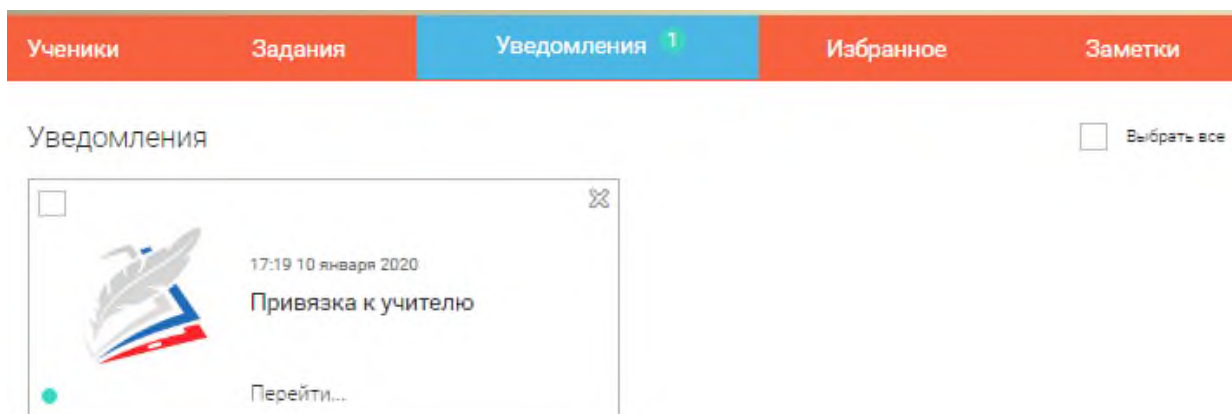 Ученики Задания Уведомления 1 Избранное Заметки
Уведомления
Выбрать все
17:19 10 января 2020
Привязка к учителю
Перейти...